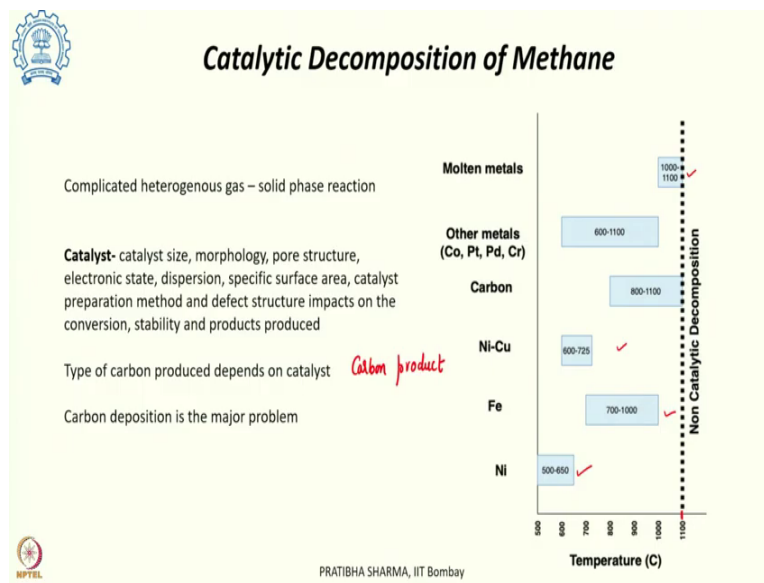 Catalytic Decomposition of Methane
Complicated heterogenous gas – solid phase reaction
Catalyst- catalyst size, morphology, pore structure,
electronic state, dispersion, specific surface area, catalyst
preparation method and defect structure impacts on the
conversion, stability and products produced
Type of carbon produced depends on catalyst
Carbon product
Carbon deposition is the major problem
Molten metals
1000-
1100
Other metals
(Co, Pt, Pd, Cr)
600-1100
Carbon
800-1100
Ni-Cu
600-725
Fe
700-1000
Ni
500-650
Non Catalytic Decomposition
500
600
700
800
900
1000
1100
Temperature (C)
NPTEL
PRATIBHA SHARMA, IIT Bombay